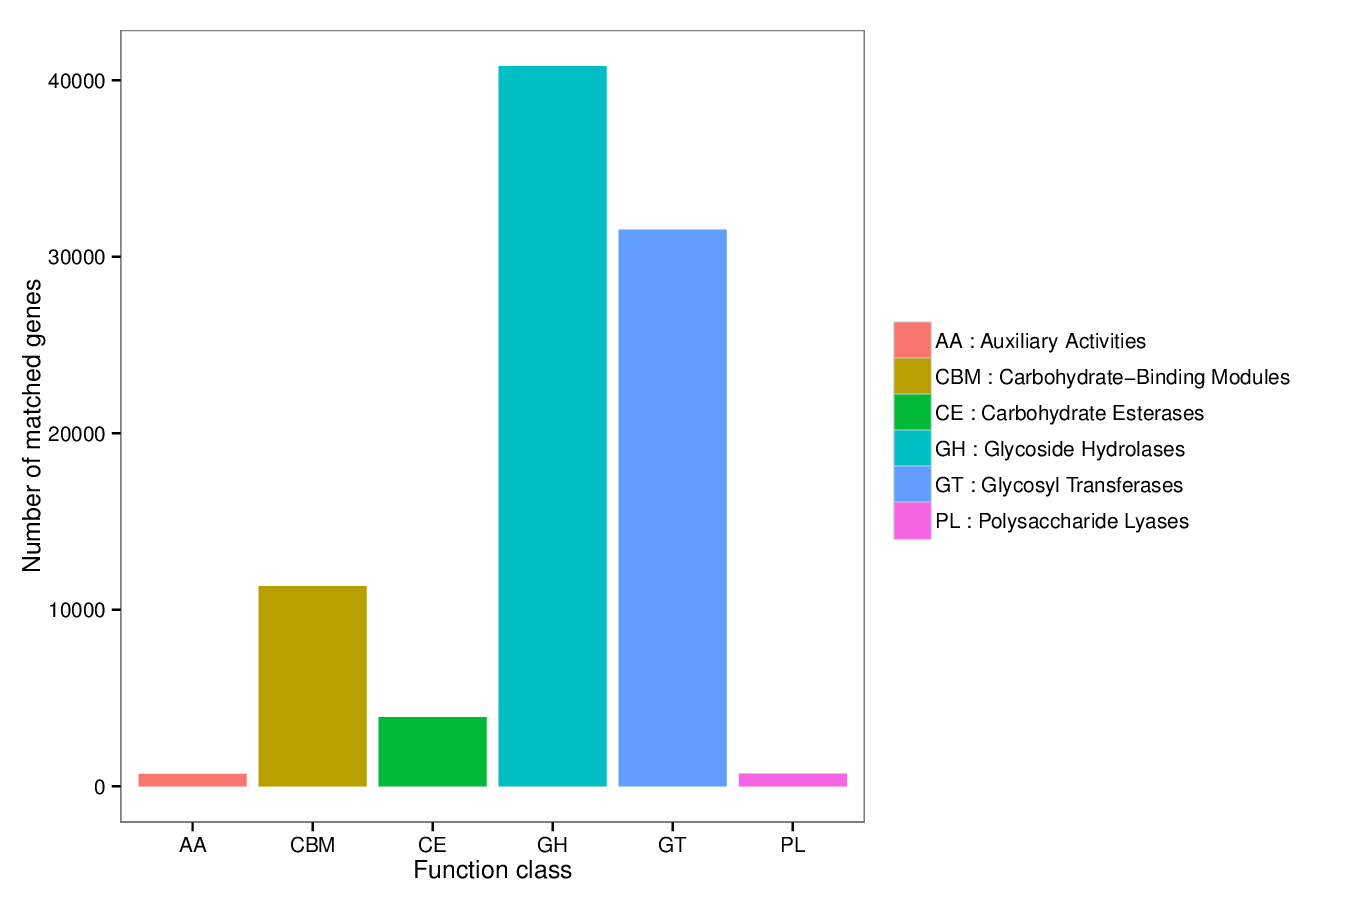 40000
30000
20000
10000
0
Number of matched genes
AA
CBM
CE
GH
GT
PL
Function class
AA : Auxiliary Activities
CBM : Carbohydrate−Binding Modules
CE : Carbohydrate Esterases
GH : Glycoside Hydrolases
GT : Glycosyl Transferases
PL : Polysaccharide Lyases